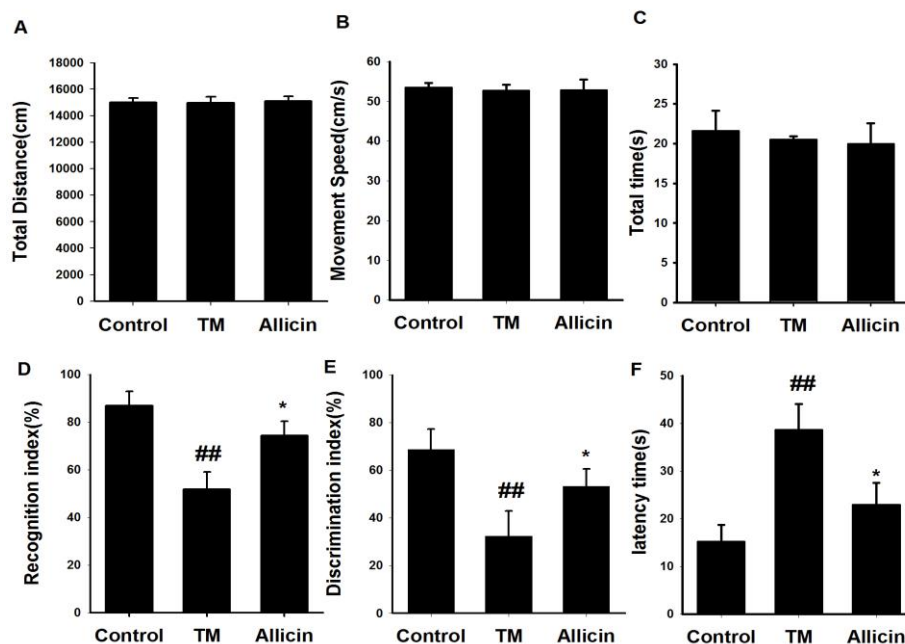 A
Total Distance(cm)
18000
16000
14000
12000
10000
8000
6000
4000
2000
0
Control TM Allicin
B
Movement Speed(cm/s)
60
50
40
30
20
10
0
Control TM Allicin
C
Total time(s)
30
25
20
15
10
5
0
Control TM Allicin
D
Recognition index(%)
100
80
60
40
20
0
##
*
Control TM Allicin
E
Discrimination index(%)
100
80
60
40
20
0
##
*
Control TM Allicin
F
latency time(s)
50
40
30
20
10
0
##
*
Control TM Allicin